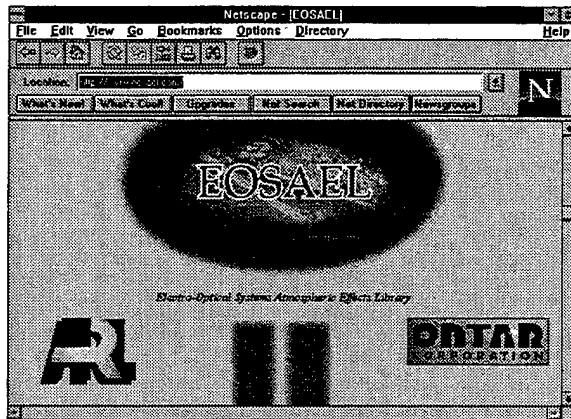 Netscape - [EOSAEL]
File Edit View Go Bookmarks Options Directory Help
Location:
N
What's New! What's Cool! Upgrades Net Search Net Directory Newsgroups
EOSAEL
Electro-Optical Systems Atmospheric Effects Library
ARL
ONTAR
CORPORATION